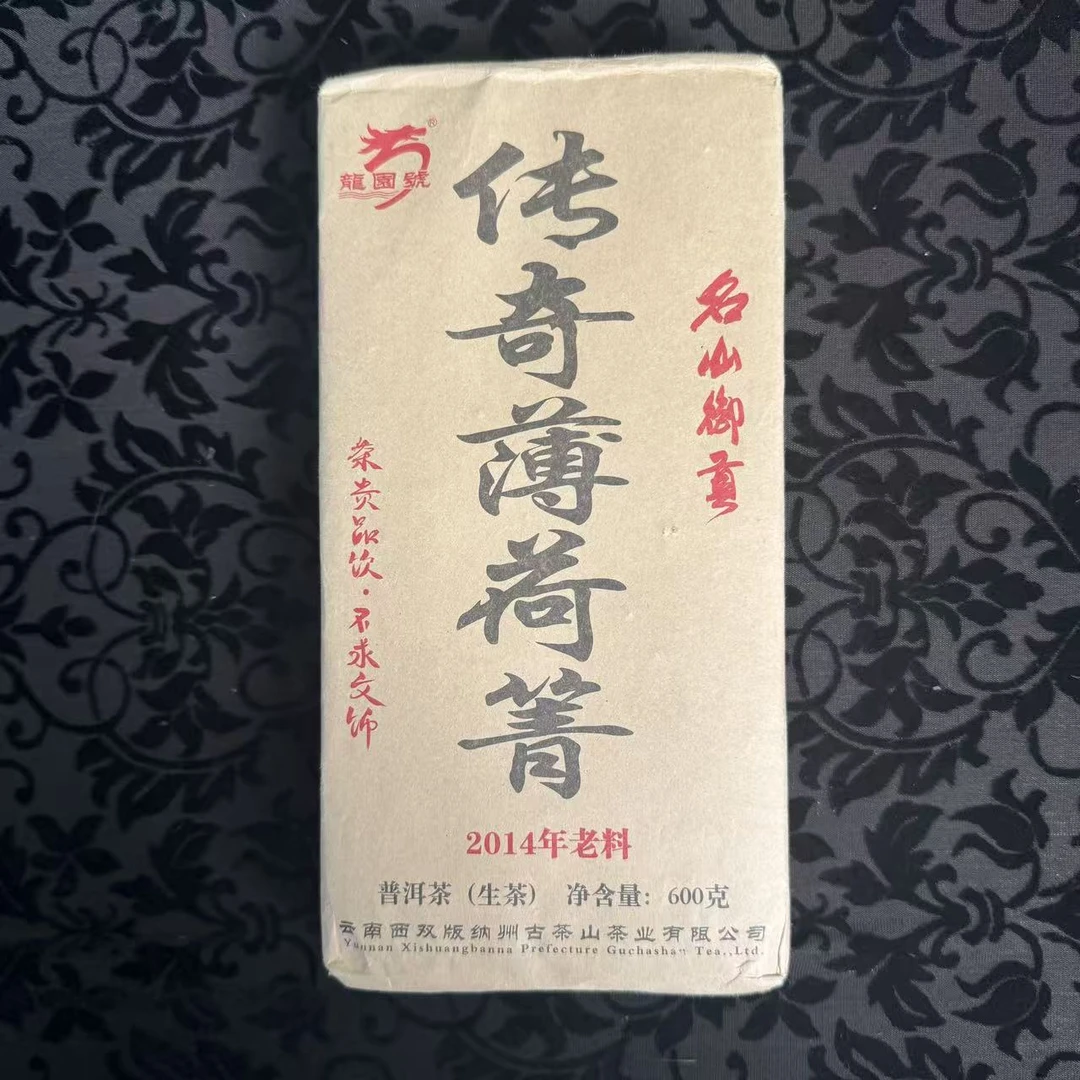 龍園號®
传奇薄荷箐
名山御贡
茶贵品饮·不求文饰
2014年老料
普洱茶（生茶） 净含量：600克
云南西双版纳州古茶山茶业有限公司
Yunnan Xishuangbanna Prefecture Guchashan Tea.,Ltd.